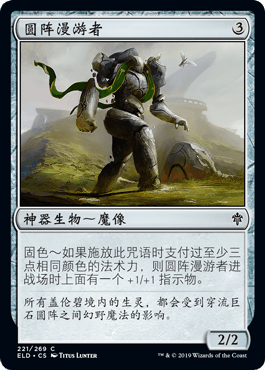 圆阵漫游者 3
神器生物～魔像
固色～如果施放此咒语时支付过至少三
点相同颜色的法术力，则圆阵漫游者进
战场时上面有一个 +1/+1 指示物。
所有盖伦碧境内的生灵，都会受到穿流巨
石圆阵之间幻野魔法的影响。
2/2
221/269 C
ELD • CS TITUS LUNTER
™ & © 2019 Wizards of the Coast